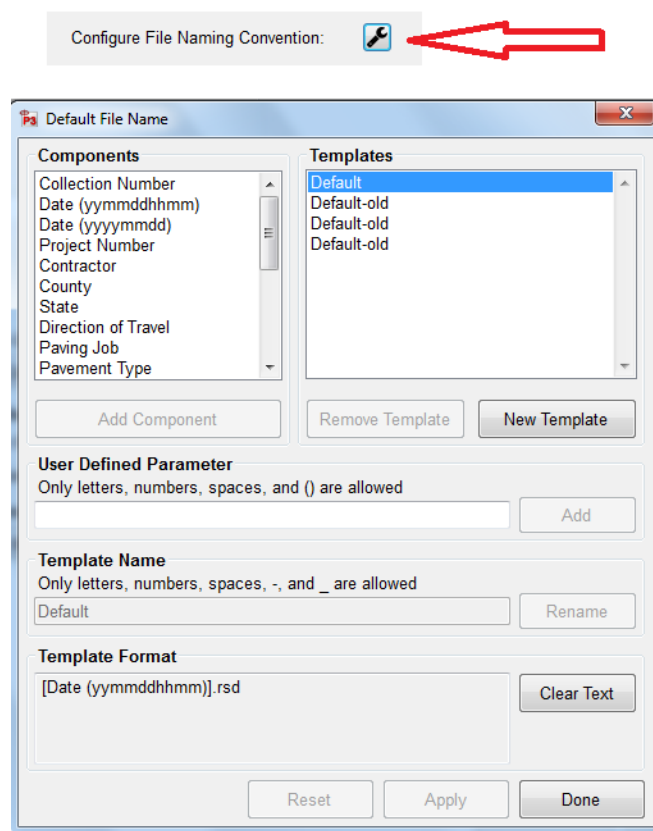 Configure File Naming Convention:
P3 Default File Name
Components
Collection Number
Date (yymmddhhmm)
Date (yyyymmdd)
Project Number
Contractor
County
State
Direction of Travel
Paving Job
Pavement Type
Add Component
Templates
Default
Default-old
Default-old
Default-old
Remove Template New Template
User Defined Parameter
Only letters, numbers, spaces, and () are allowed
Add
Template Name
Only letters, numbers, spaces, -, and _ are allowed
Default Rename
Template Format
[Date (yymmddhhmm)].rsd Clear Text
Reset Apply Done